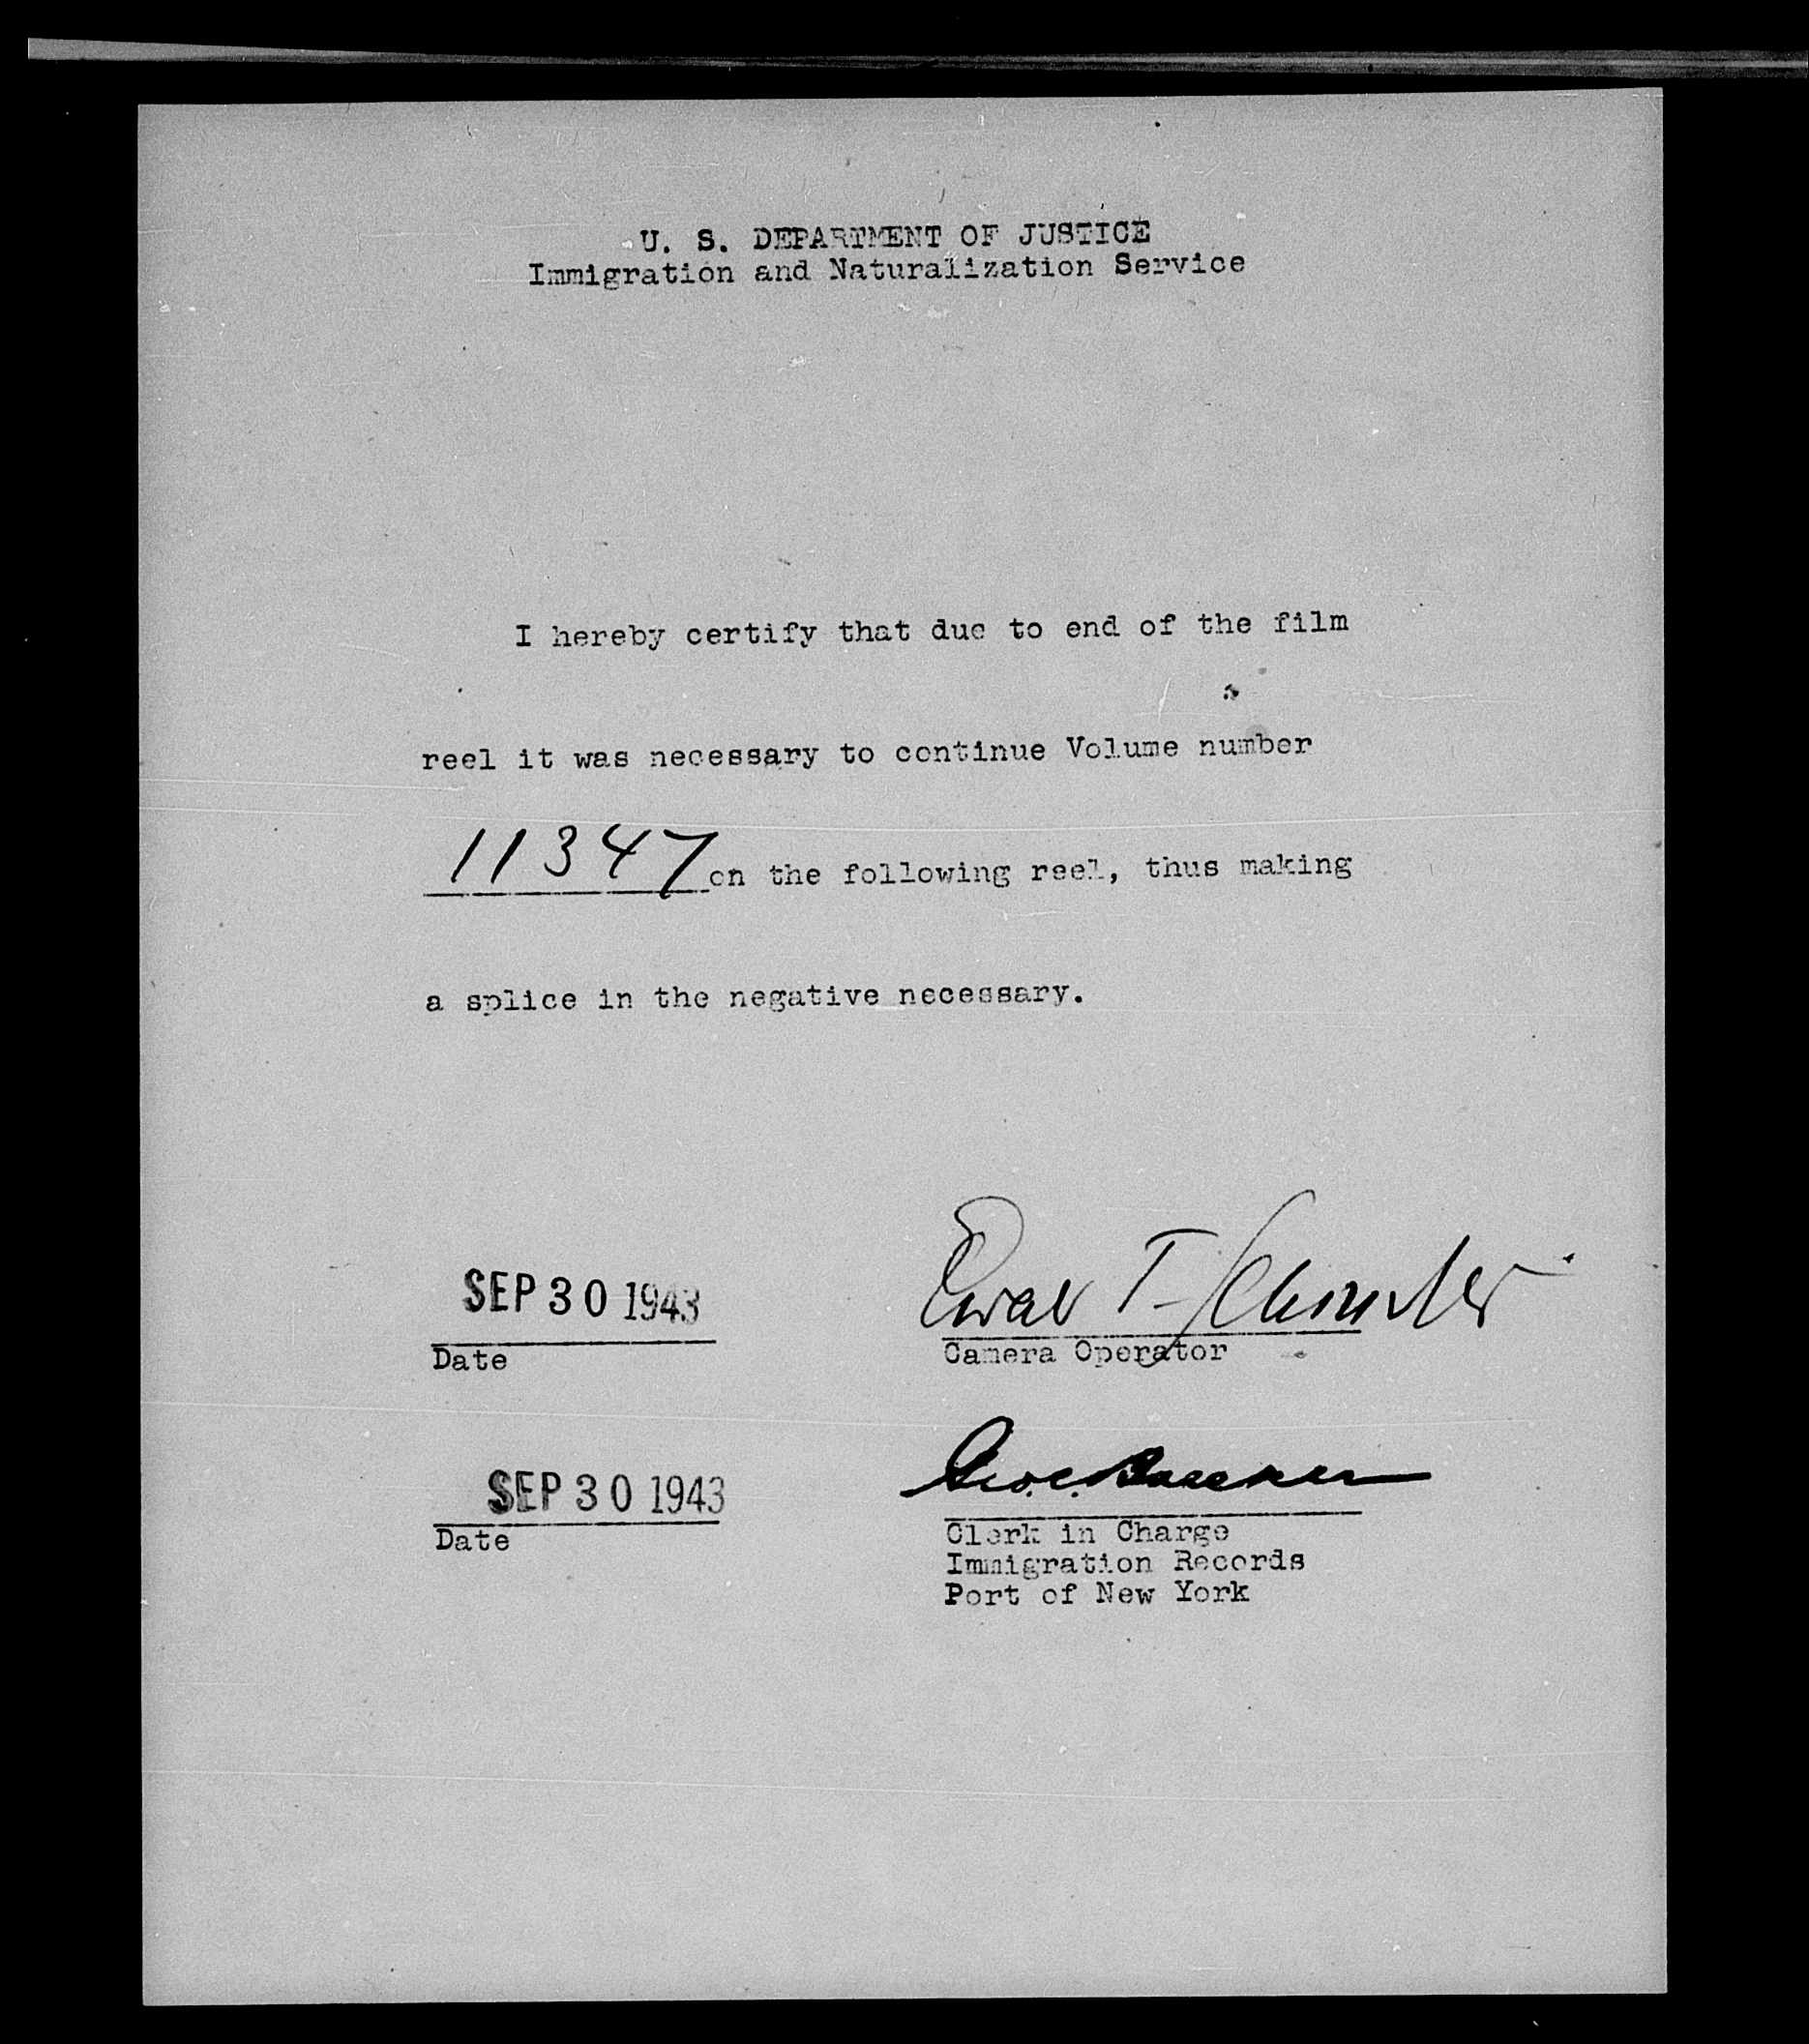 U. S. DEPARTMENT OF JUSTICE
Immigration and Naturalization Service
I hereby certify that due to end of the film
reel it was necessary to continue Volume number
11347 on the following reel, thus making
a splice in the negative necessary.
SEP 30 1943
Date
Camera Operator
SEP 30 1943
Date
Clerk in Charge
Immigration Records
Port of New York